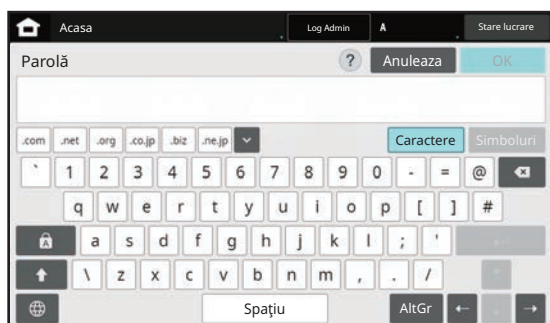 Acasa Log Admin A Stare lucrare
Parolă ? Anuleaza OK
.com .net .org .co.jp .biz .ne.jp Caractere Simboluri
` 1 2 3 4 5 6 7 8 9 0 - = @
q w e r t y u i o p [ ] #
A a s d f g h j k l ; '
\ z x c v b n m , . /
Spațiu AltGr